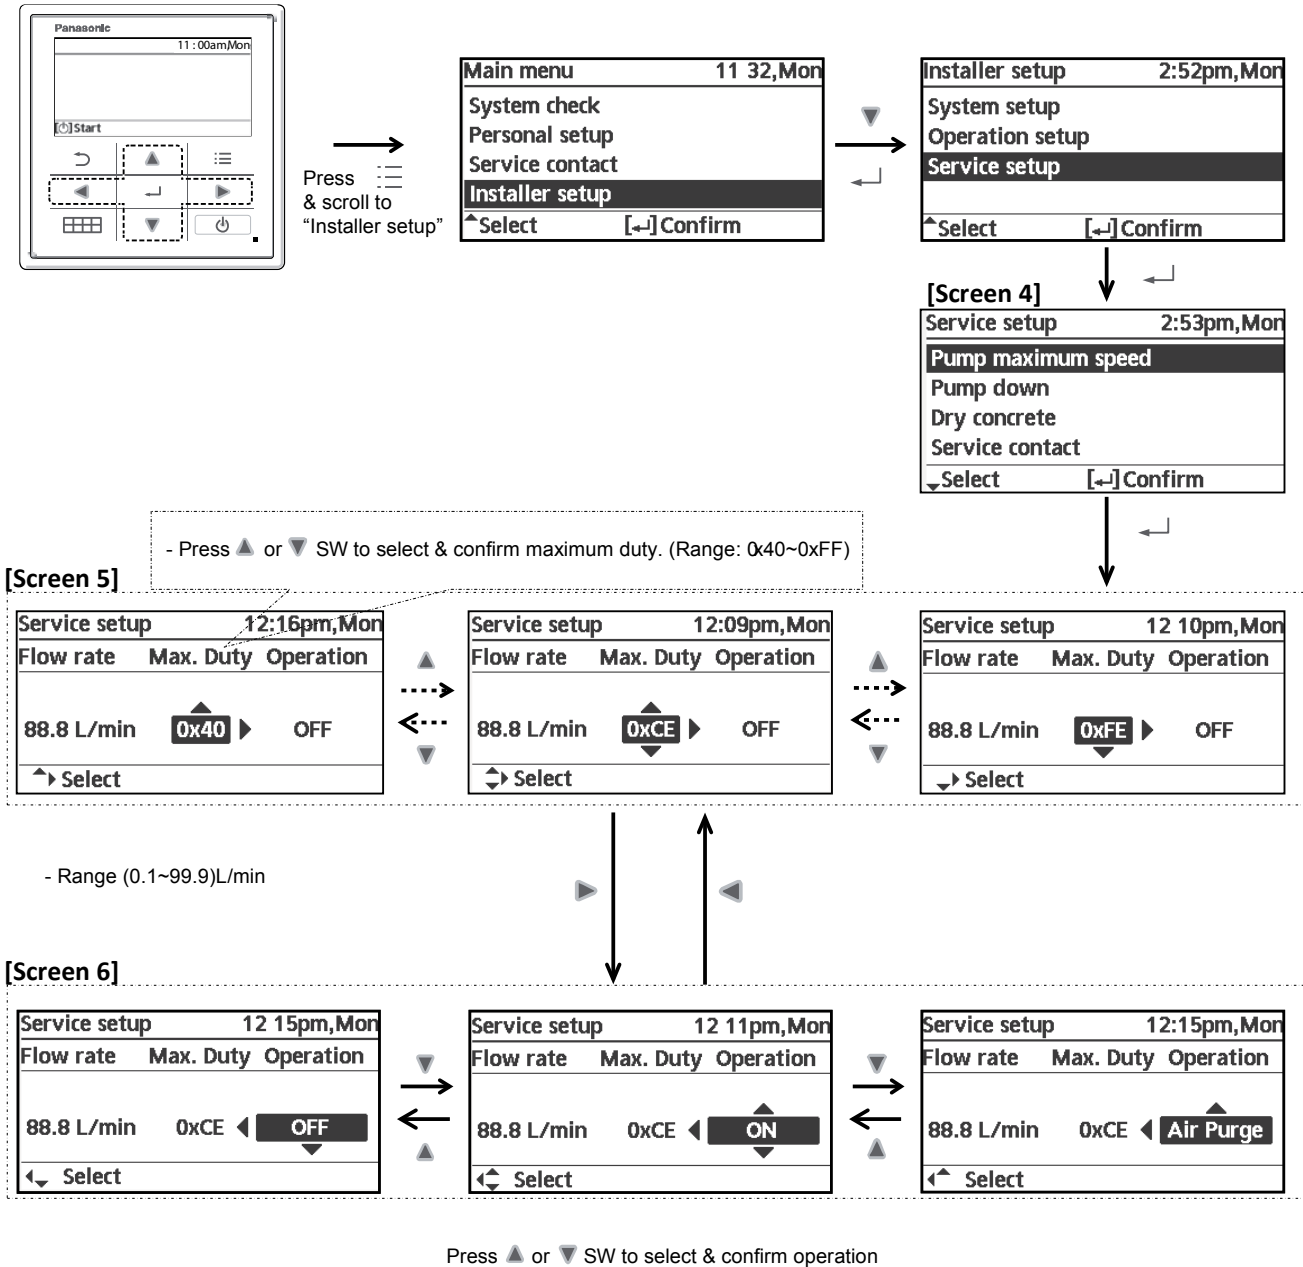 Panasonic
11 : 00am,Mon
[⏻]Start
Press
& scroll to
“Installer setup”
Main menu 11 32,Mon
System check
Personal setup
Service contact
Installer setup
Select [↵]Confirm
Installer setup 2:52pm,Mon
System setup
Operation setup
Service setup
Select [↵]Confirm
[Screen 4]
Service setup 2:53pm,Mon
Pump maximum speed
Pump down
Dry concrete
Service contact
Select [↵]Confirm
- Press ▲ or ▼ SW to select & confirm maximum duty. (Range: 0x40~0xFF)
[Screen 5]
Service setup 12:16pm,Mon
Flow rate Max. Duty Operation
88.8 L/min 0x40 OFF
Select
Service setup 12:09pm,Mon
Flow rate Max. Duty Operation
88.8 L/min 0xCE OFF
Select
Service setup 12 10pm,Mon
Flow rate Max. Duty Operation
88.8 L/min 0xFE OFF
Select
- Range (0.1~99.9)L/min
[Screen 6]
Service setup 12 15pm,Mon
Flow rate Max. Duty Operation
88.8 L/min 0xCE OFF
Select
Service setup 12 11pm,Mon
Flow rate Max. Duty Operation
88.8 L/min 0xCE ON
Select
Service setup 12:15pm,Mon
Flow rate Max. Duty Operation
88.8 L/min 0xCE Air Purge
Select
Press ▲ or ▼ SW to select & confirm operation